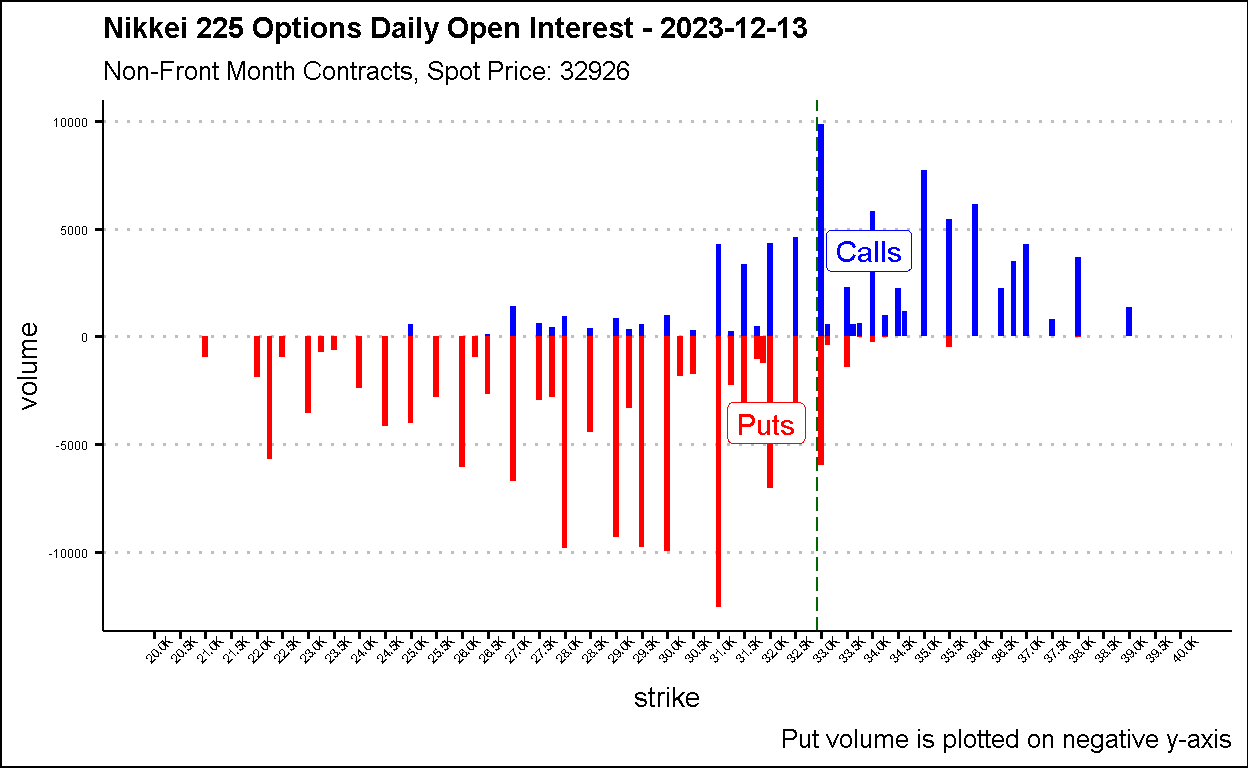 Nikkei 225 Options Daily Open Interest - 2023-12-13
Non-Front Month Contracts, Spot Price: 32926
10000
5000
0
-5000
-10000
volume
Calls
Puts
20.0K 20.5K 21.0K 21.5K 22.0K 22.5K 23.0K 23.5K 24.0K 24.5K 25.0K 25.5K 26.0K 26.5K 27.0K 27.5K 28.0K 28.5K 29.0K 29.5K 30.0K 30.5K 31.0K 31.5K 32.0K 32.5K 33.0K 33.5K 34.0K 34.5K 35.0K 35.5K 36.0K 36.5K 37.0K 37.5K 38.0K 38.5K 39.0K 39.5K 40.0K
strike
Put volume is plotted on negative y-axis